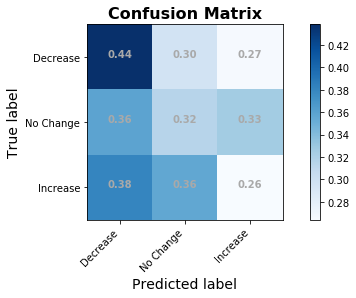 Confusion Matrix
True label
Decrease 0.44 0.30 0.27
No Change 0.36 0.32 0.33
Increase 0.38 0.36 0.26
Decrease No Change Increase
Predicted label
0.42
0.40
0.38
0.36
0.34
0.32
0.30
0.28